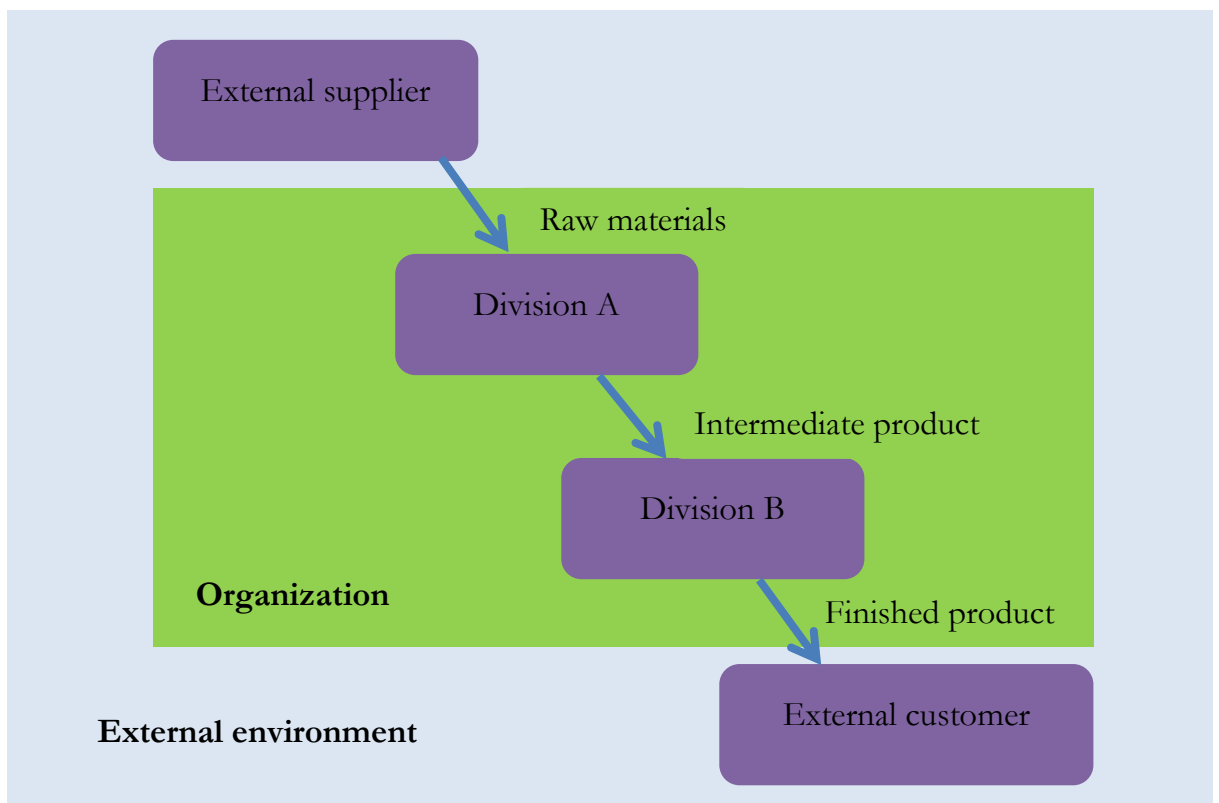 External supplier
Raw materials
Division A
Intermediate product
Division B
Organization
Finished product
External customer
External environment